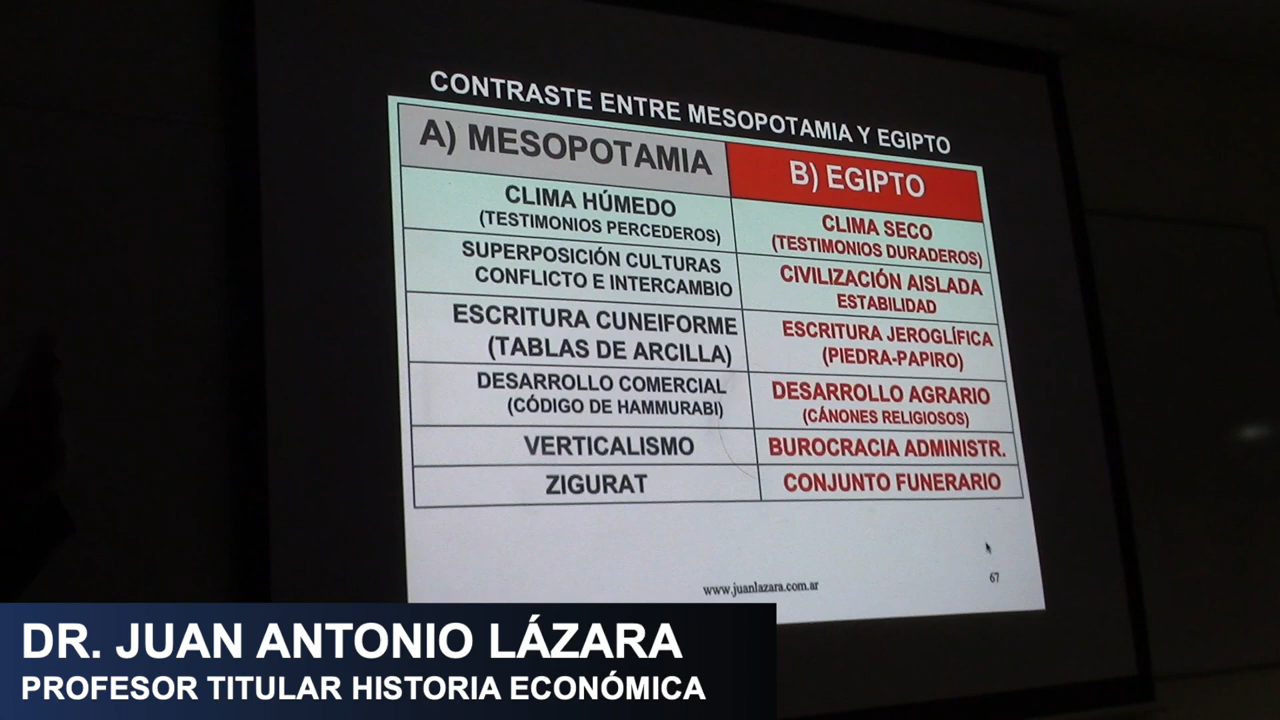 CONTRASTE ENTRE MESOPOTAMIA Y EGIPTO
A) MESOPOTAMIA
B) EGIPTO
CLIMA HÚMEDO
(TESTIMONIOS PERCEDEROS)
CLIMA SECO
(TESTIMONIOS DURADEROS)
SUPERPOSICIÓN CULTURAS
CONFLICTO E INTERCAMBIO
CIVILIZACIÓN AISLADA
ESTABILIDAD
ESCRITURA CUNEIFORME
(TABLAS DE ARCILLA)
ESCRITURA JEROGLÍFICA
(PIEDRA-PAPIRO)
DESARROLLO COMERCIAL
(CÓDIGO DE HAMMURABI)
DESARROLLO AGRARIO
(CÁNONES RELIGIOSOS)
VERTICALISMO
BUROCRACIA ADMINISTR.
ZIGURAT
CONJUNTO FUNERARIO
www.juanlazara.com.ar
67
DR. JUAN ANTONIO LÁZARA
PROFESOR TITULAR HISTORIA ECONÓMICA